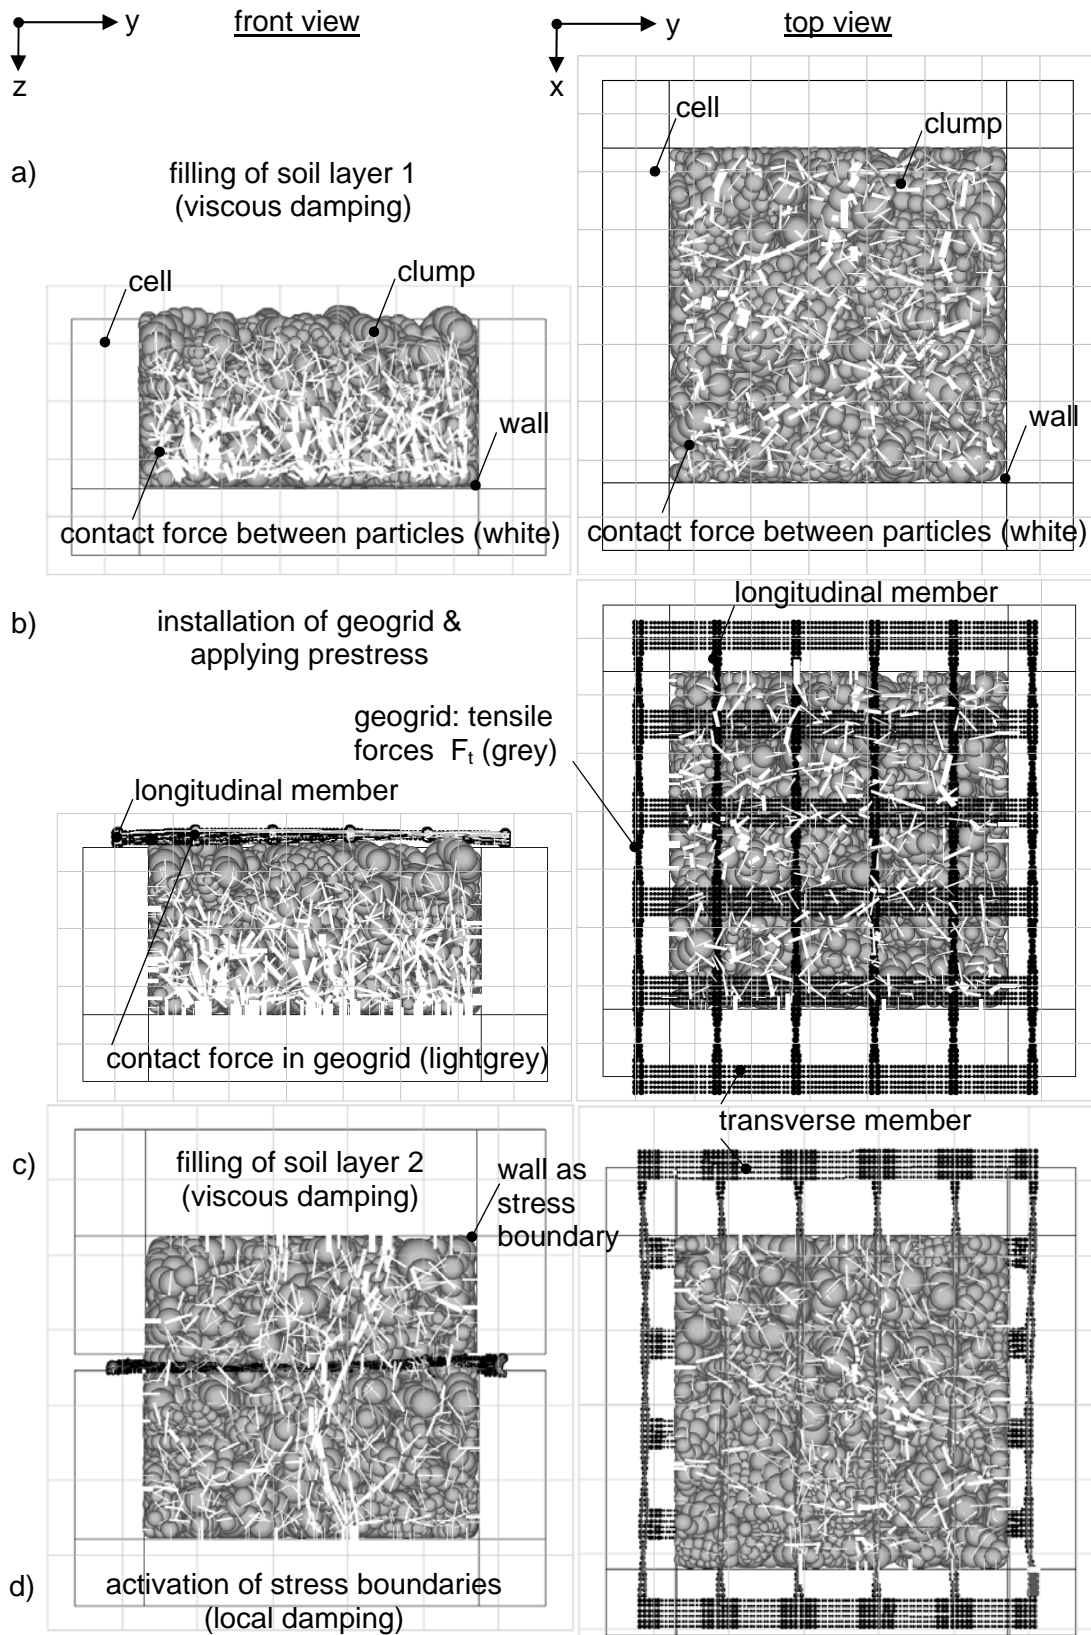 y
front view
z
y
top view
x
cell
clump
a)
filling of soil layer 1
(viscous damping)
cell
clump
wall
wall
contact force between particles (white)
contact force between particles (white)
longitudinal member
b)
installation of geogrid &
applying prestress
geogrid: tensile
forces Ft (grey)
longitudinal member
contact force in geogrid (lightgrey)
transverse member
c)
filling of soil layer 2
(viscous damping)
wall as
stress
boundary
d)
activation of stress boundaries
(local damping)